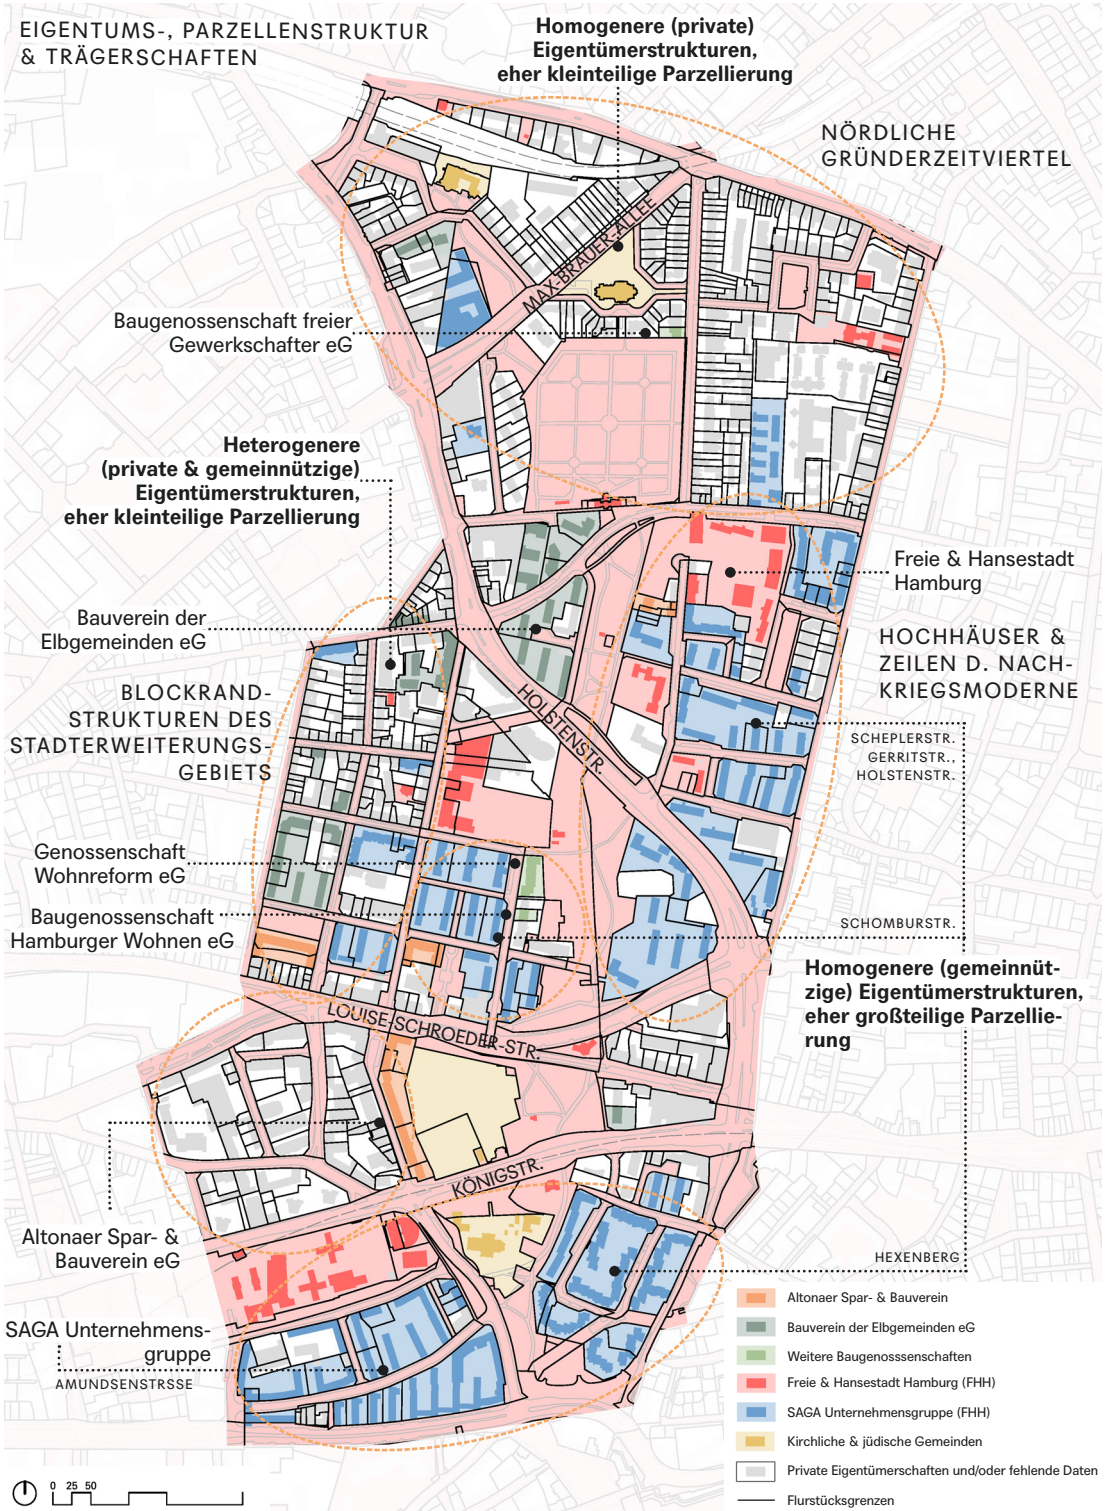 EIGENTUMS-, PARZELLENSTRUKTUR
& TRÄGERSCHAFTEN
Homogenere (private)
Eigentümerstrukturen,
eher kleinteilige Parzellierung
NÖRDLICHE
GRÜNDERZEITVIERTEL
MAX-BRAUER-ALLEE
Baugenossenschaft freier
Gewerkschafter eG
Heterogenere
(private & gemeinnützige)
Eigentümerstrukturen,
eher kleinteilige Parzellierung
Freie & Hansestadt
Hamburg
Bauverein der
Elbgemeinden eG
HOCHHÄUSER &
ZEILEN D. NACH-
KRIEGSMODERNE
BLOCKRAND-
STRUKTUREN DES
STADTERWEITERUNGS-
GEBIETS
HOLSTENSTR.
SCHEPLERSTR.
GERRITSTR.,
HOLSTENSTR.
Genossenschaft
Wohnreform eG
Baugenossenschaft
Hamburger Wohnen eG
SCHOMBURSTR.
Homogenere (gemeinnüt-
zige) Eigentümerstrukturen,
eher großteilige Parzellie-
rung
LOUISE-SCHROEDER-STR.
KÖNIGSTR.
Altonaer Spar- &
Bauverein eG
HEXENBERG
SAGA Unternehmens-
gruppe
AMUNDSENSTRSSE
Altonaer Spar- & Bauverein
Bauverein der Elbgemeinden eG
Weitere Baugenosssenschaften
Freie & Hansestadt Hamburg (FHH)
SAGA Unternehmensgruppe (FHH)
Kirchliche & jüdische Gemeinden
Private Eigentümerschaften und/oder fehlende Daten
Flurstücksgrenzen
0 25 50